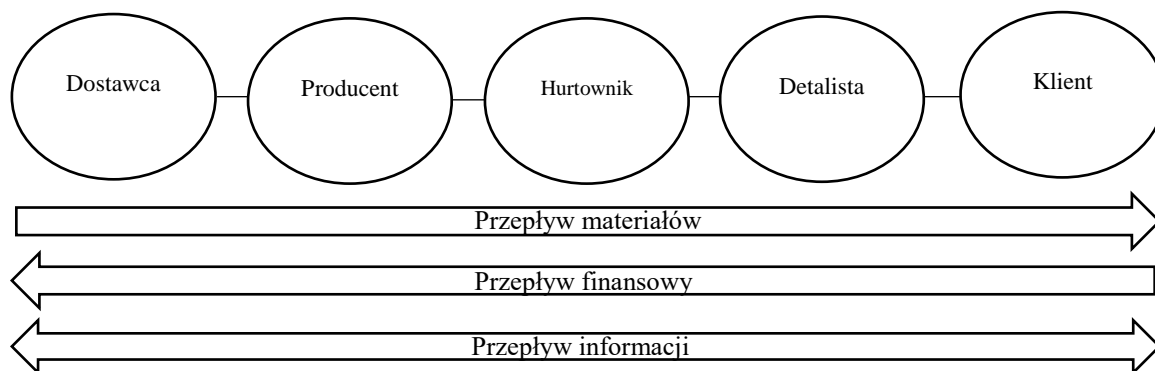 Dostawca
Producent
Hurtownik
Detalista
Klient
Przepływ materiałów
Przepływ finansowy
Przepływ informacji